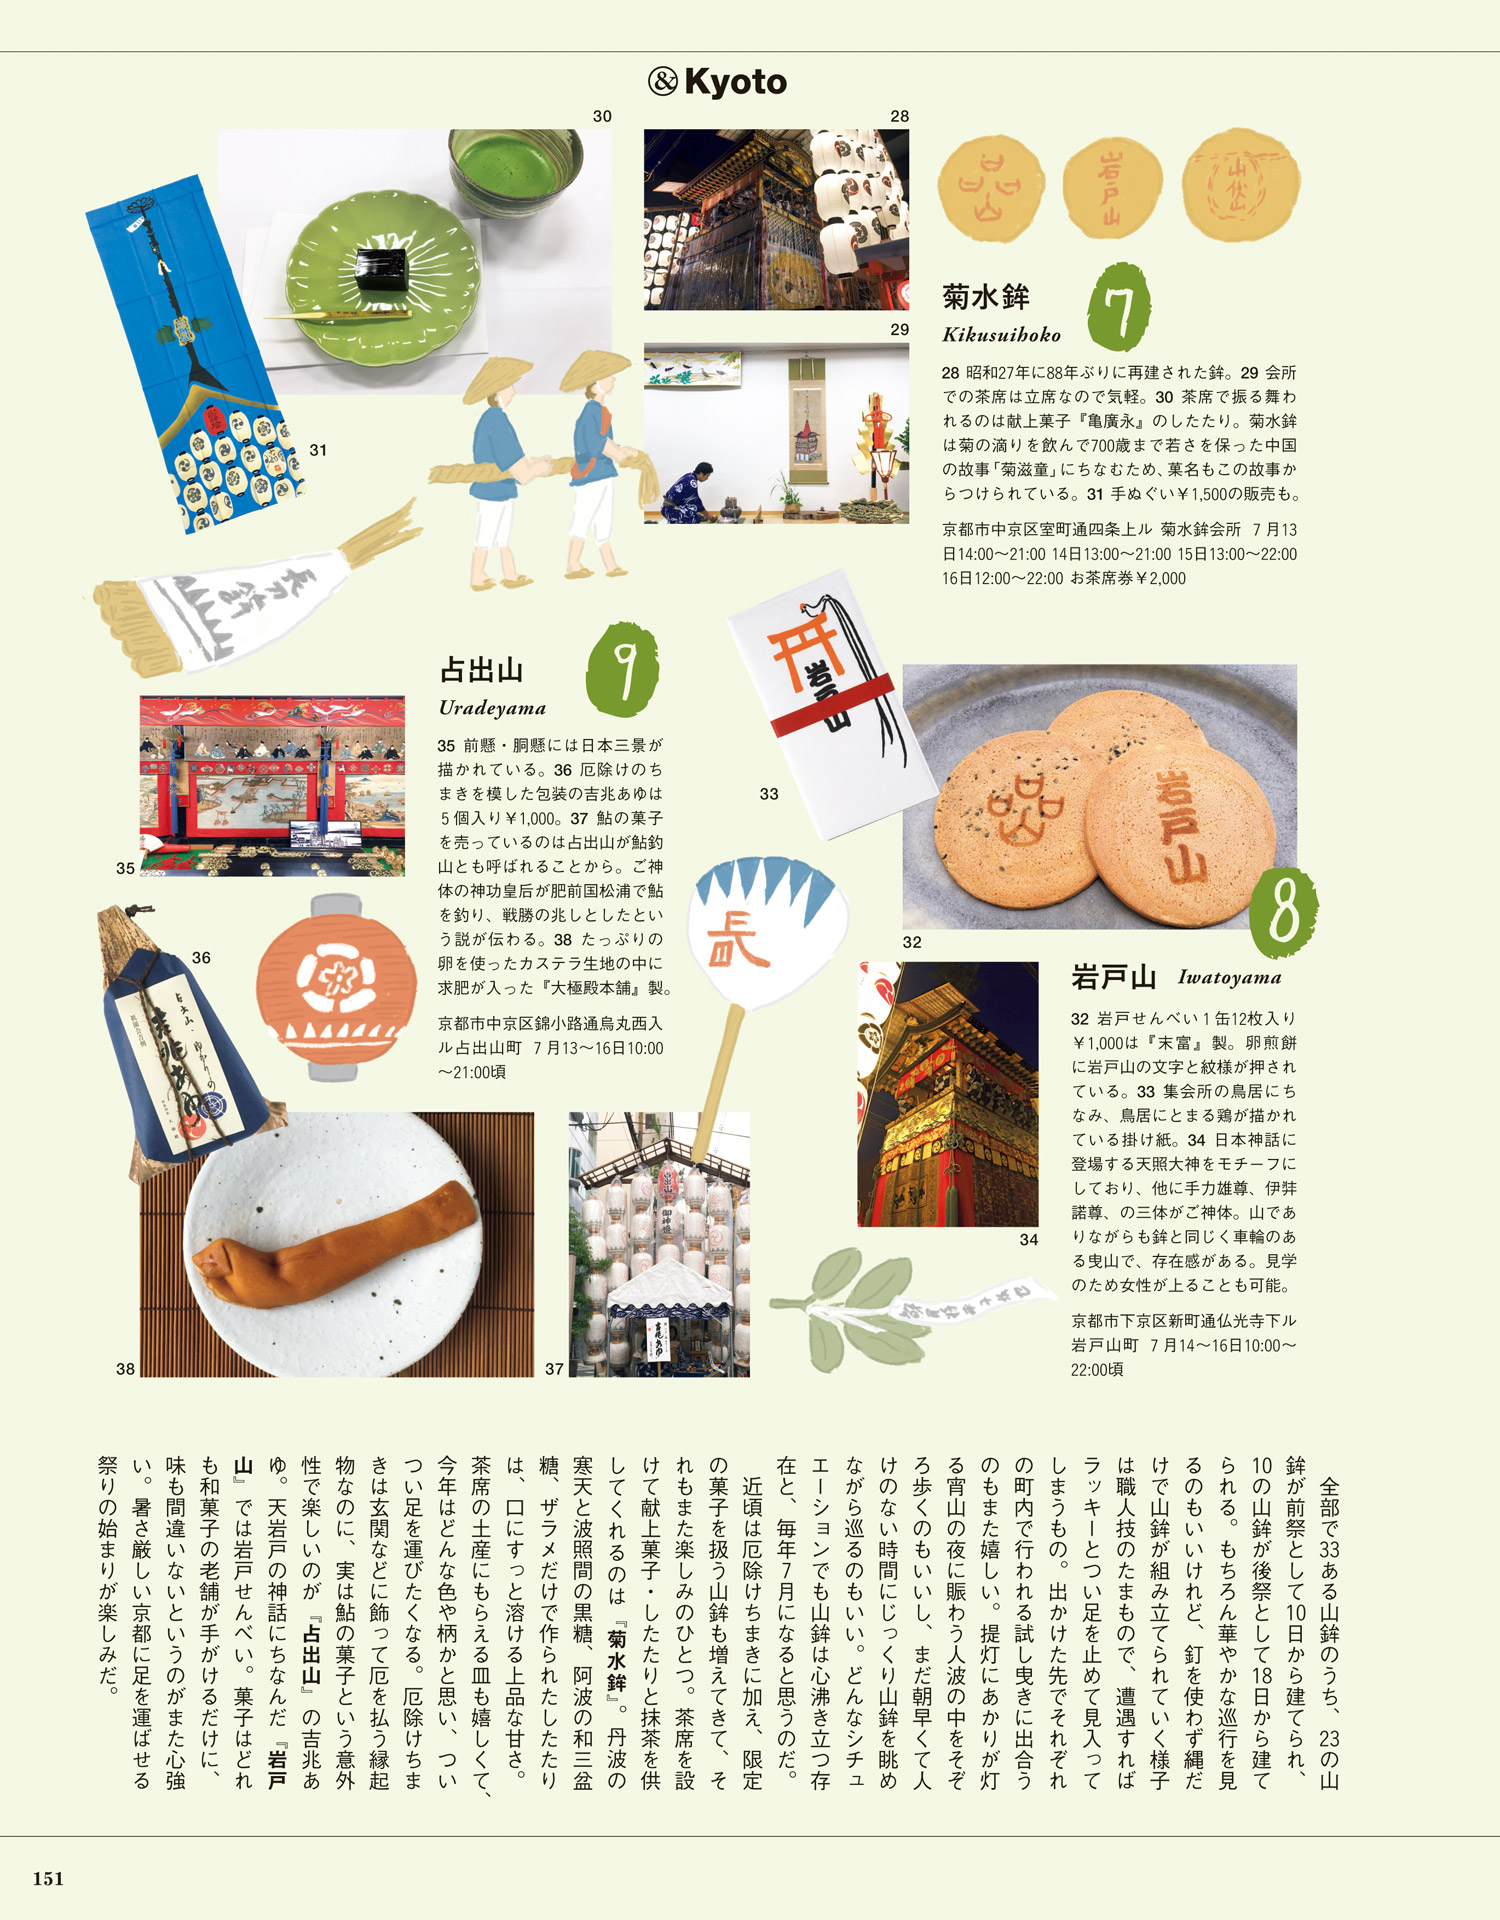 &Kyoto
30
28
29
31
菊水鉾
Kikusuihoko
7
28 昭和27年に88年ぶりに再建された鉾。29 会所
での茶席は立席なので気軽。30 茶席で振る舞わ
れるのは献上菓子『亀廣永』のしたたり。菊水鉾
は菊の滴りを飲んで700歳まで若さを保った中国
の故事「菊滋童」にちなむため、菓名もこの故事か
らつけられている。31 手ぬぐい¥1,500の販売も。
京都市中京区室町通四条上ル 菊水鉾会所 7月13
日14:00〜21:00 14日13:00〜21:00 15日13:00〜22:00
16日12:00〜22:00 お茶席券¥2,000
岩戸山
山伏山
長刀鉾
占出山
Uradeyama
9
35 前懸・胴懸には日本三景が
描かれている。36 厄除けのち
まきを模した包装の吉兆あゆは
5個入り¥1,000。37 鮎の菓子
を売っているのは占出山が鮎釣
山とも呼ばれることから。ご神
体の神功皇后が肥前国松浦で鮎
を釣り、戦勝の兆しとしたとい
う説が伝わる。38 たっぷりの
卵を使ったカステラ生地の中に
求肥が入った『大極殿本舗』製。
京都市中京区錦小路通烏丸西入
ル占出山町 7月13〜16日10:00
〜21:00頃
35
36
33
岩戸山
岩戸山
32
8
岩戸山
Iwatoyama
32 岩戸せんべい1缶12枚入り
¥1,000は『末富』製。卵煎餅
に岩戸山の文字と紋様が押され
ている。33 集会所の鳥居にち
なみ、鳥居にとまる鶏が描かれ
ている掛け紙。34 日本神話に
登場する天照大神をモチーフに
しており、他に手力雄尊、伊弉
諾尊、の三体がご神体。山であ
りながらも鉾と同じく車輪のあ
る曳山で、存在感がある。見学
のため女性が上ることも可能。
京都市下京区新町通仏光寺下ル
岩戸山町 7月14〜16日10:00〜
22:00頃
34
38
37
占出山
御神燈
吉兆あゆ
全部で33ある山鉾のうち、23の山
鉾が前祭として10日から建てられ、
10の山鉾が後祭として18日から建て
られる。もちろん華やかな巡行を見
るのもいいけれど、釘を使わず縄だ
けで山鉾が組み立てられていく様子
は職人技のたまもので、遭遇すれば
ラッキーとつい足を止めて見入って
しまうもの。出かけた先でそれぞれ
の町内で行われる試し曳きに出合う
のもまた嬉しい。提灯にあかりが灯
る宵山の夜に賑わう人波の中をそぞ
ろ歩くのもいいし、まだ朝早くて人
けのない時間にじっくり山鉾を眺め
ながら巡るのもいい。どんなシチュ
エーションでも山鉾は心沸き立つ存
在と、毎年7月になると思うのだ。
近頃は厄除けちまきに加え、限定
の菓子を扱う山鉾も増えてきて、そ
れもまた楽しみのひとつ。茶席を設
けて献上菓子・したたりと抹茶を供
してくれるのは『菊水鉾』。丹波の
寒天と波照間の黒糖、阿波の和三盆
糖、ザラメだけで作られたしたたり
は、口にすっと溶ける上品な甘さ。
茶席の土産にもらえる皿も嬉しくて、
今年はどんな色や柄かと思い、つい
つい足を運びたくなる。厄除けちま
きは玄関などに飾って厄を払う縁起
物なのに、実は鮎の菓子という意外
性で楽しいのが『占出山』の吉兆あ
ゆ。天岩戸の神話にちなんだ『岩戸
山』では岩戸せんべい。菓子はどれ
も和菓子の老舗が手がけるだけに、
味も間違いないというのがまた心強
い。暑さ厳しい京都に足を運ばせる
祭りの始まりが楽しみだ。
151